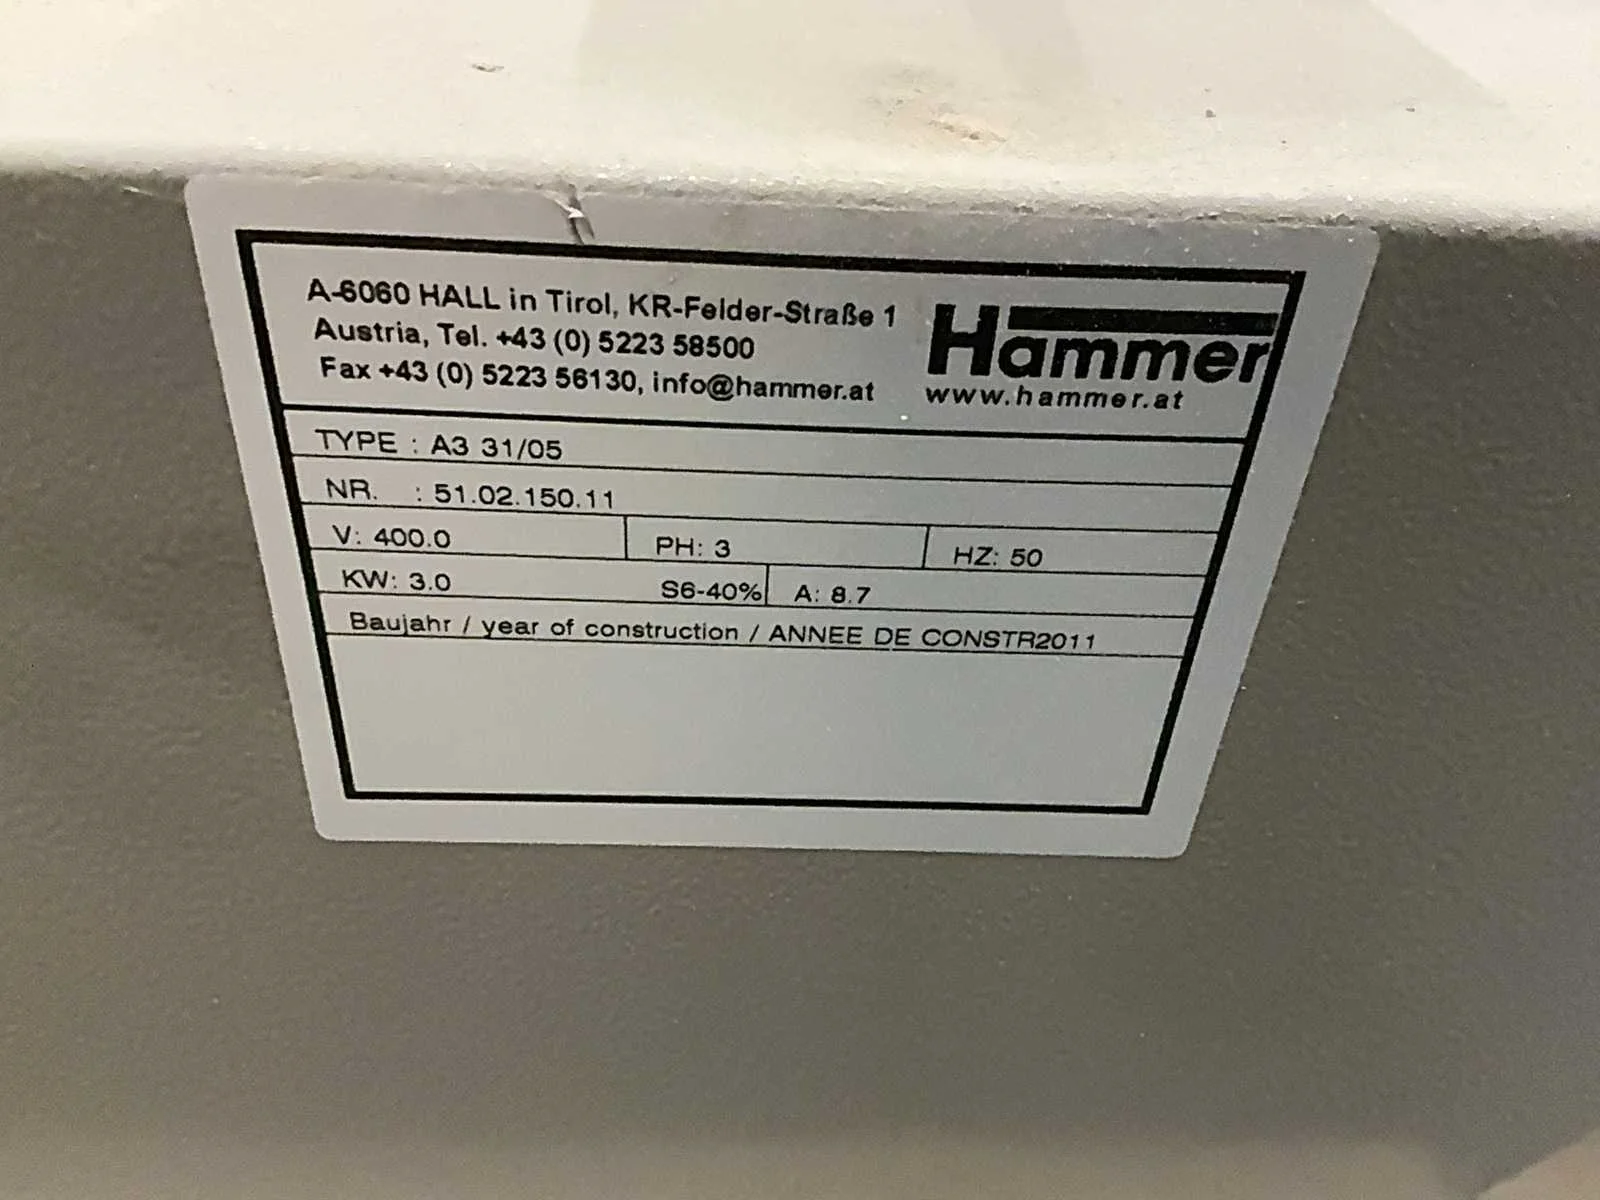 A-6060 HALL in Tirol, KR-Felder-Straße 1
Austria, Tel. +43 (0) 5223 58500
Fax +43 (0) 5223 56130, info@hammer.at
Hammer
www.hammer.at
TYPE : A3 31/05
NR. : 51.02.150.11
V: 400.0 PH: 3 HZ: 50
KW: 3.0 S6-40% A: 8.7
Baujahr / year of construction / ANNEE DE CONSTR2011